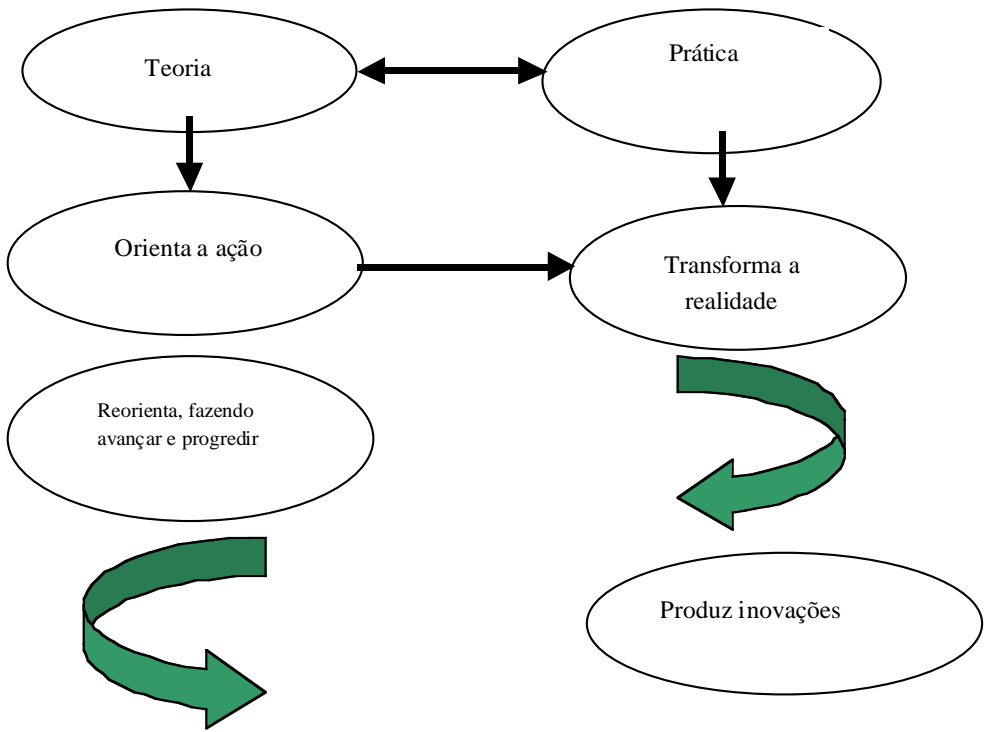 Teoria
Prática
Orienta a ação
Transforma a
realidade
Reorienta, fazendo
avançar e progredir
Produz inovações